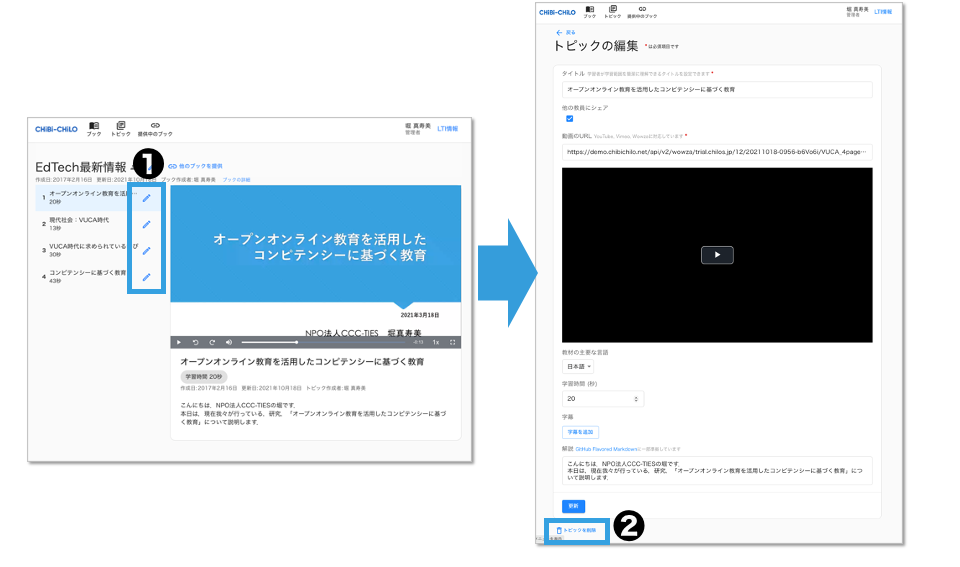 CHiBi-CHiLO
ブック
トピック
提供中のブック
堀 真寿美
管理者
LTI情報
EdTech最新情報
他のブックを提供
作成日:2017年2月16日 更新日:2021年10月18日 ブック作成者:堀 真寿美 ブックの詳細
1 オープンオンライン教育を活…
20秒
2 現代社会：VUCA時代
13秒
3 VUCA時代に求められている
30秒
4 コンピテンシーに基づく教育
43秒
❶
オープンオンライン教育を活用した
コンピテンシーに基づく教育
2021年3月18日
NPO法人CCC-TIES 堀真寿美
1x
オープンオンライン教育を活用したコンピテンシーに基づく教育
学習時間 20秒
作成日:2017年2月16日 更新日:2021年10月18日 トピック作成者:堀 真寿美
こんにちは、NPO法人CCC-TIESの堀です.
本日は，現在我々が行っている，研究，「オープンオンライン教育を活用したコンピテンシーに基づ
く教育」について説明します.
CHiBi-CHiLO
ブック
トピック
提供中のブック
堀 真寿美
管理者
LTI情報
戻る
トピックの編集 *は必須項目です
タイトル 学習者が学習範囲を簡潔に理解できるタイトルを設定できます *
オープンオンライン教育を活用したコンピテンシーに基づく教育
他の教員にシェア
動画のURL YouTube, Vimeo, Wowzaに対応しています *
https://demo.chibichilo.net/api/v2/wowza/trial.chilos.jp/12/20211018-0956-b6Vo6i/VUCA_4page…
教材の主要な言語
日本語
学習時間 (秒)
20
字幕
字幕を追加
解説 GitHub Flavored Markdownに一部準拠しています
こんにちは、NPO法人CCC-TIESの堀です.
本日は，現在我々が行っている，研究，「オープンオンライン教育を活用したコンピテンシーに基づく教育」につ
いて説明します.
更新
トピックを削除
❷